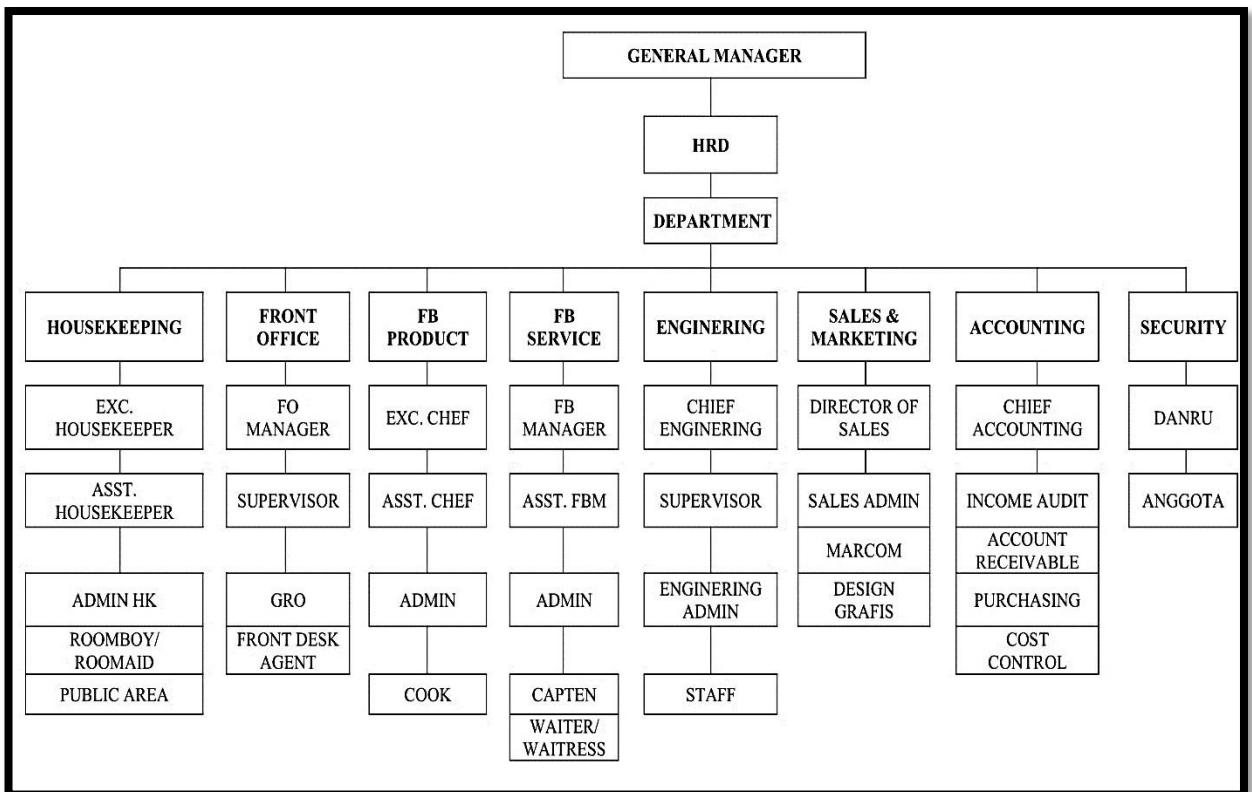 GENERAL MANAGER
HRD
DEPARTMENT
HOUSEKEEPING
FRONT
OFFICE
FB
PRODUCT
FB
SERVICE
ENGINERING
SALES &
MARKETING
ACCOUNTING
SECURITY
EXC.
HOUSEKEEPER
FO
MANAGER
EXC. CHEF
FB
MANAGER
CHIEF
ENGINERING
DIRECTOR OF
SALES
CHIEF
ACCOUNTING
DANRU
ASST.
HOUSEKEEPER
SUPERVISOR
ASST. CHEF
ASST. FBM
SUPERVISOR
SALES ADMIN
INCOME AUDIT
ANGGOTA
MARCOM
ACCOUNT
RECEIVABLE
ADMIN HK
GRO
ADMIN
ADMIN
ENGINERING
ADMIN
DESIGN
GRAFIS
PURCHASING
ROOMBOY/
ROOMAID
FRONT DESK
AGENT
COST
CONTROL
PUBLIC AREA
COOK
CAPTEN
STAFF
WAITER/
WAITRESS